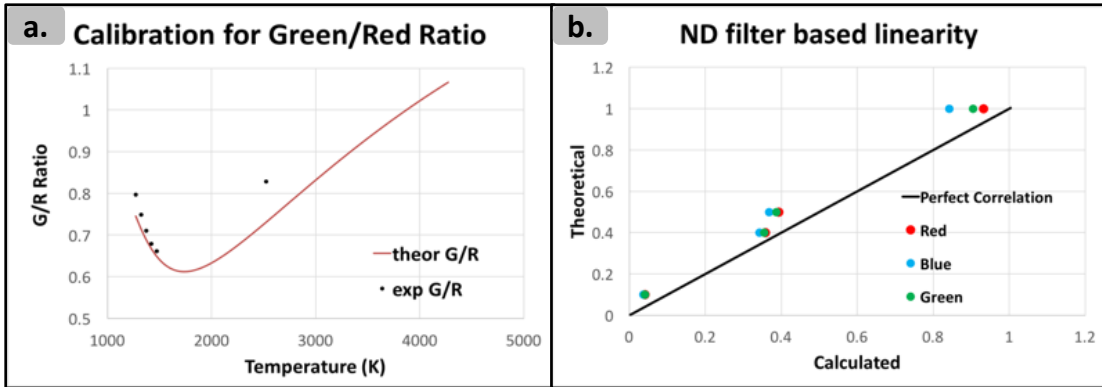 a.
Calibration for Green/Red Ratio
1.1
1
0.9
0.8
0.7
0.6
0.5
G/R Ratio
theor G/R
exp G/R
1000 2000 3000 4000 5000
Temperature (K)
b.
ND filter based linearity
1.2
1
0.8
0.6
0.4
0.2
0
Theoretical
Perfect Correlation
Red
Blue
Green
0 0.2 0.4 0.6 0.8 1 1.2
Calculated